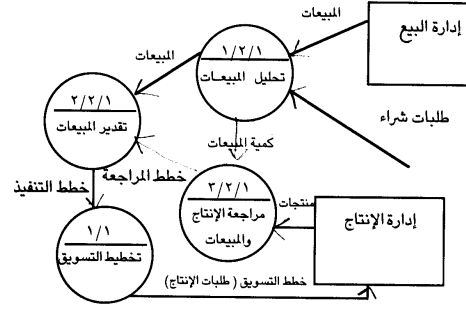 المبيعات
إدارة البيع
١/٢/١
تحليل المبيعـات
المبيعات
طلبات شراء
٢/٢/١
تقدير المبيعات
كمية المبيعات
خطط المراجعة
خطط التنفيذ
٣/٢/١
مراجعة الإنتاج
والمبيعات
منتجات
إدارة الإنتاج
١/١
تخطيط التسويق
خطط التسويق ( طلبات الإنتاج)